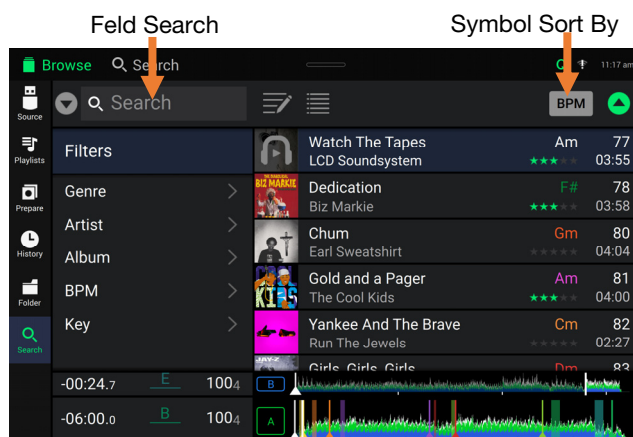 Feld Search
Symbol Sort By
Browse
Search
11:17 am
Source
Playlists
Prepare
History
Folder
Search
Search
BPM
Filters
Genre
Artist
Album
BPM
Key
Watch The Tapes Am 77
LCD Soundsystem 03:55
BIZ MARKIE
Dedication F# 78
Biz Markie 03:58
Chum Gm 80
Earl Sweatshirt 04:04
Gold and a Pager Am 81
The Cool Kids 04:00
Yankee And The Brave Cm 82
Run The Jewels 02:27
JAY-Z
Girls, Girls, Girls Dm 83
-00:24.7 E 1004 B
-06:00.0 B 1004 A